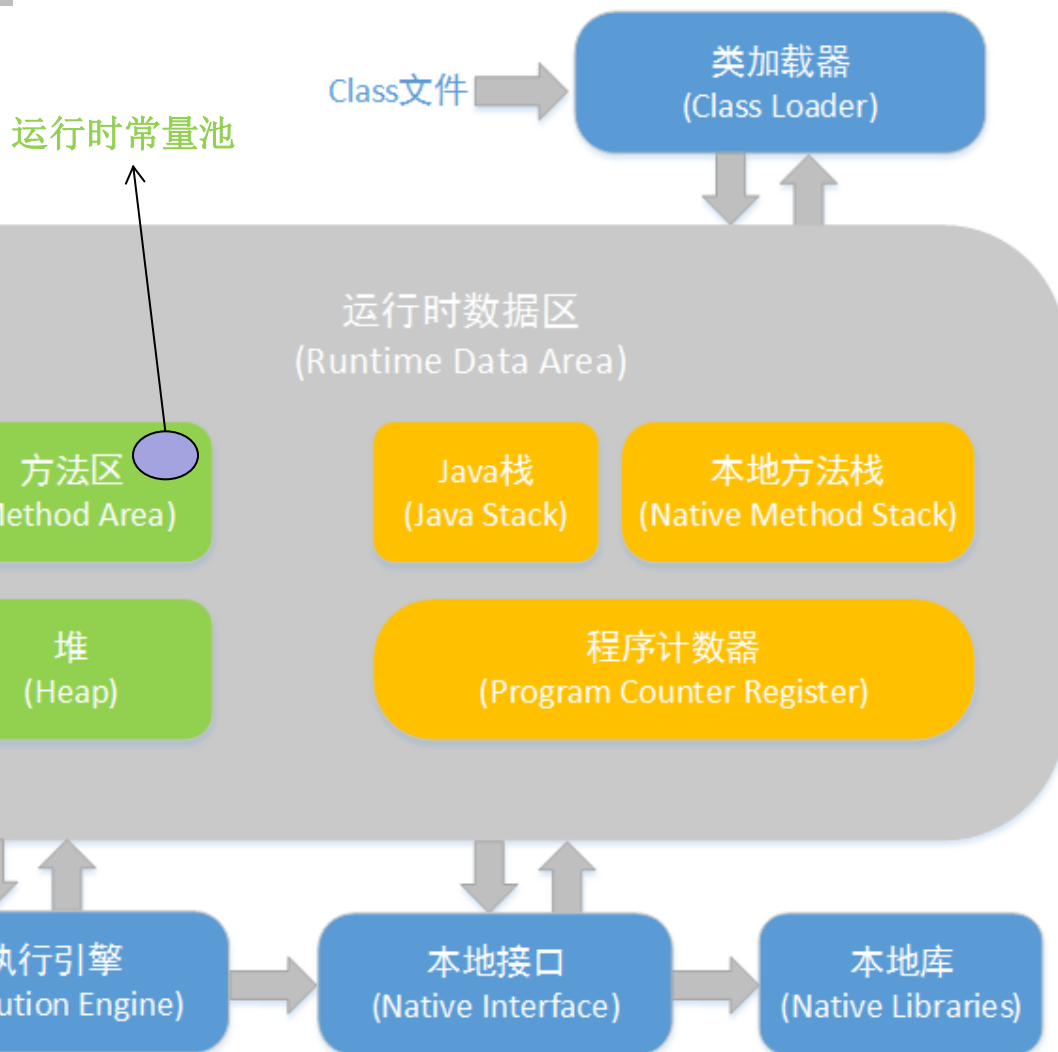 类加载器
(Class Loader)
Class文件
运行时常量池
运行时数据区
(Runtime Data Area)
方法区
ethod Area)
Java栈
(Java Stack)
本地方法栈
(Native Method Stack)
堆
(Heap)
程序计数器
(Program Counter Register)
执行引擎
ution Engine)
本地接口
(Native Interface)
本地库
(Native Libraries)